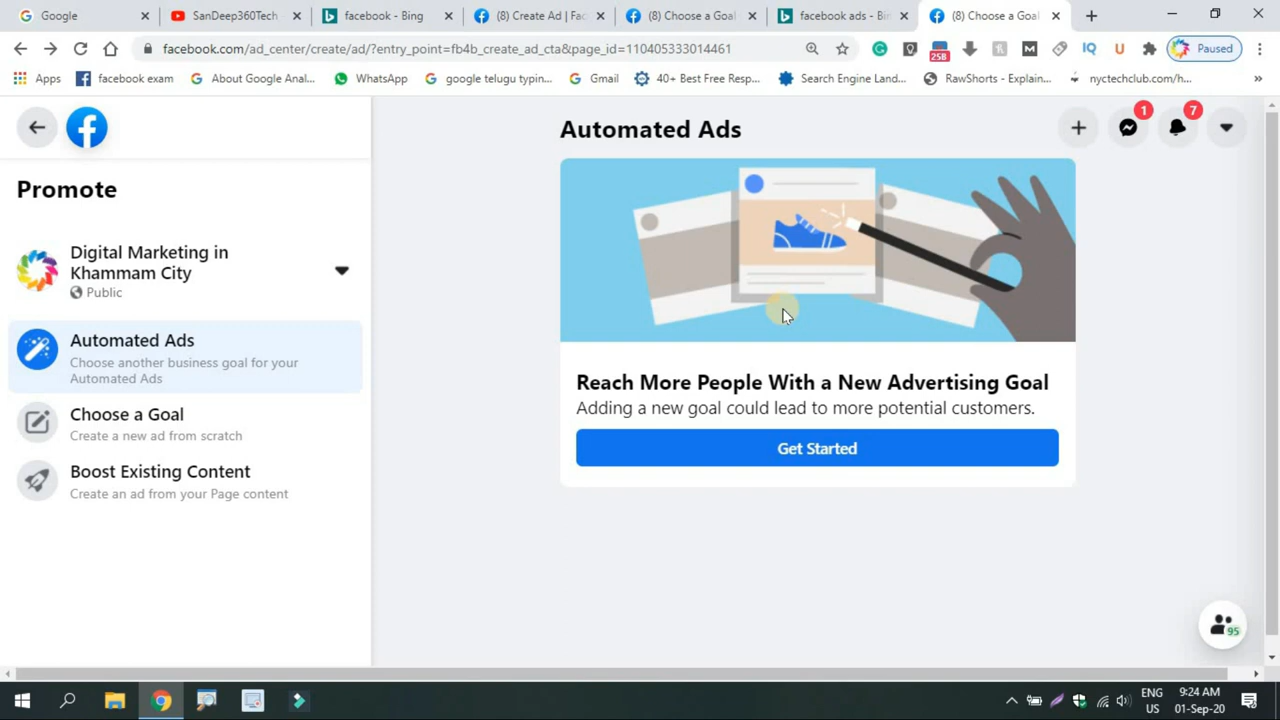 Google
SanDeep360Tech
facebook - Bing
(8) Create Ad | Fac
(8) Choose a Goal
facebook ads - Bin
(8) Choose a Goal
facebook.com/ad_center/create/ad/?entry_point=fb4b_create_ad_cta&page_id=110405333014461
25B
M
IQ
U
Paused
Apps
facebook exam
About Google Anal...
WhatsApp
google telugu typin...
Gmail
40+ Best Free Resp...
Search Engine Land...
RawShorts - Explain...
nyctechclub.com/h...
Automated Ads
1
7
Promote
Digital Marketing in
Khammam City
Public
Automated Ads
Choose another business goal for your
Automated Ads
Choose a Goal
Create a new ad from scratch
Boost Existing Content
Create an ad from your Page content
Reach More People With a New Advertising Goal
Adding a new goal could lead to more potential customers.
Get Started
95
ENG
US
9:24 AM
01-Sep-20